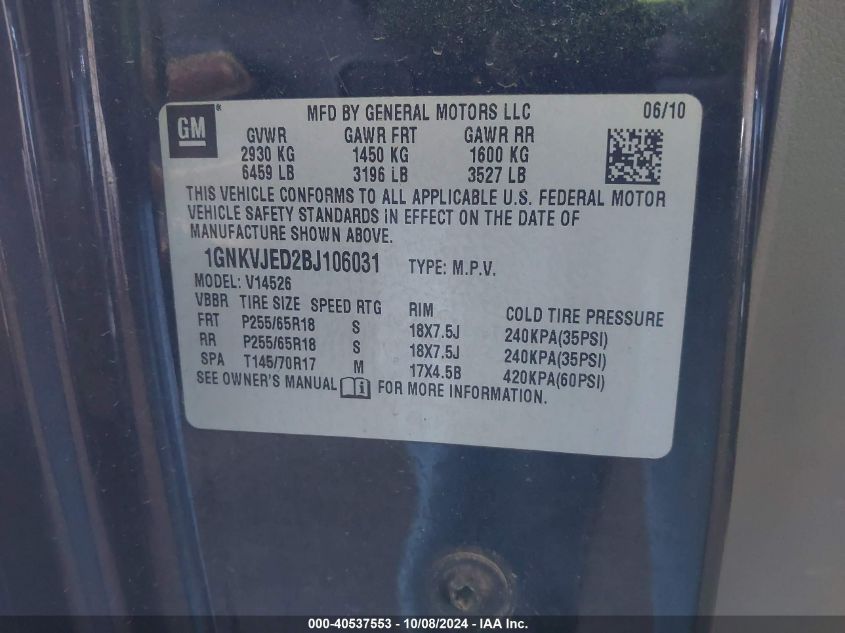 GM ® MFD BY GENERAL MOTORS LLC 06/10
GVWR GAWR FRT GAWR RR
2930 KG 1450 KG 1600 KG
6459 LB 3196 LB 3527 LB
THIS VEHICLE CONFORMS TO ALL APPLICABLE U.S. FEDERAL MOTOR
VEHICLE SAFETY STANDARDS IN EFFECT ON THE DATE OF
MANUFACTURE SHOWN ABOVE.
1GNKVJED2BJ106031 TYPE: M.P.V.
MODEL: V14526
VBBR TIRE SIZE SPEED RTG RIM COLD TIRE PRESSURE
FRT P255/65R18 S 18X7.5J 240KPA(35PSI)
RR P255/65R18 S 18X7.5J 240KPA(35PSI)
SPA T145/70R17 M 17X4.5B 420KPA(60PSI)
SEE OWNER'S MANUAL i FOR MORE INFORMATION.
000-40537553 - 10/08/2024 - IAA Inc.